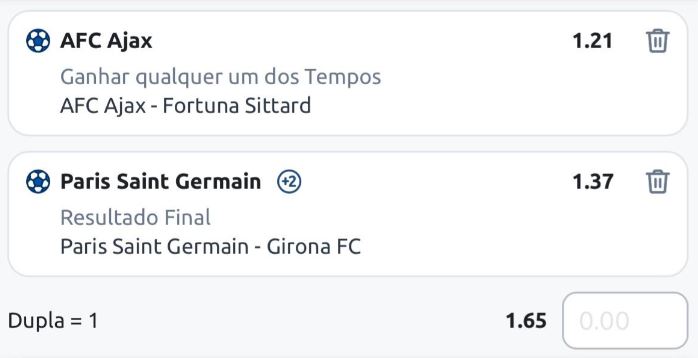 AFC Ajax 1.21
Ganhar qualquer um dos Tempos
AFC Ajax - Fortuna Sittard
Paris Saint Germain +2 1.37
Resultado Final
Paris Saint Germain - Girona FC
Dupla = 1 1.65 0.00